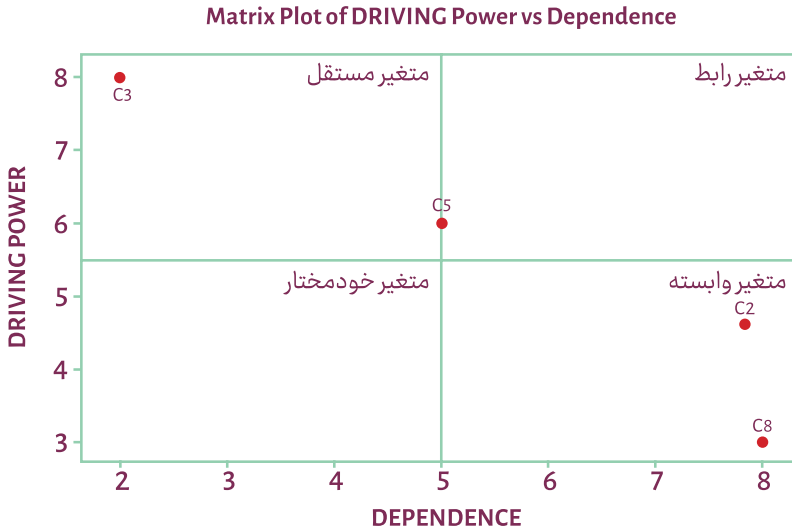 Matrix Plot of DRIVING Power vs Dependence
متغیر مستقل
متغیر رابط
8
C3
7
C5
6
متغیر خودمختار
متغیر وابسته
5
C2
4
C8
3
2 3 4 5 6 7 8
DRIVING POWER
DEPENDENCE